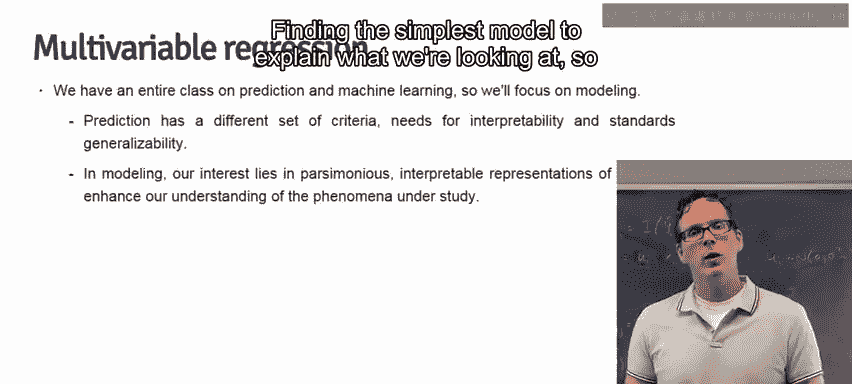 Finding the simplest model to
explain what we're looking at, so
Multivariable regression
· We have an entire class on prediction and machine learning, so we'll focus on modeling.
- Prediction has a different set of criteria, needs for interpretability and standards
generalizability.
- In modeling, our interest lies in parsimonious, interpretable representations of
enhance our understanding of the phenomena under study.